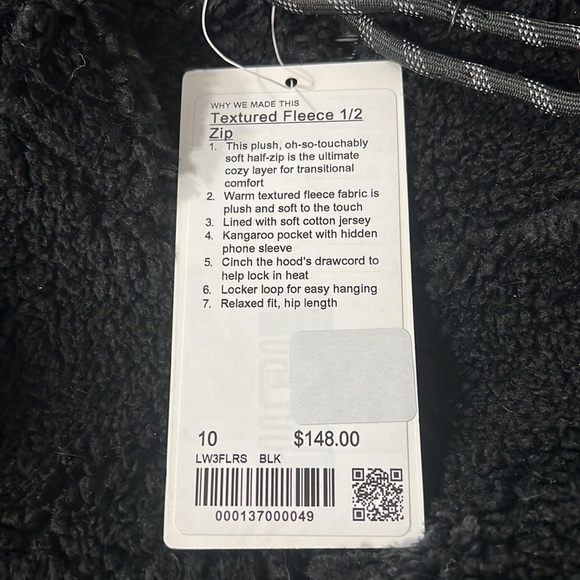 WHY WE MADE THIS
Textured Fleece 1/2
Zip
1. This plush, oh-so-touchably
soft half-zip is the ultimate
cozy layer for transitional
comfort
2. Warm textured fleece fabric is
plush and soft to the touch
3. Lined with soft cotton jersey
4. Kangaroo pocket with hidden
phone sleeve
5. Cinch the hood's drawcord to
help lock in heat
6. Locker loop for easy hanging
7. Relaxed fit, hip length
10 $148.00
LW3FLRS BLK
000137000049